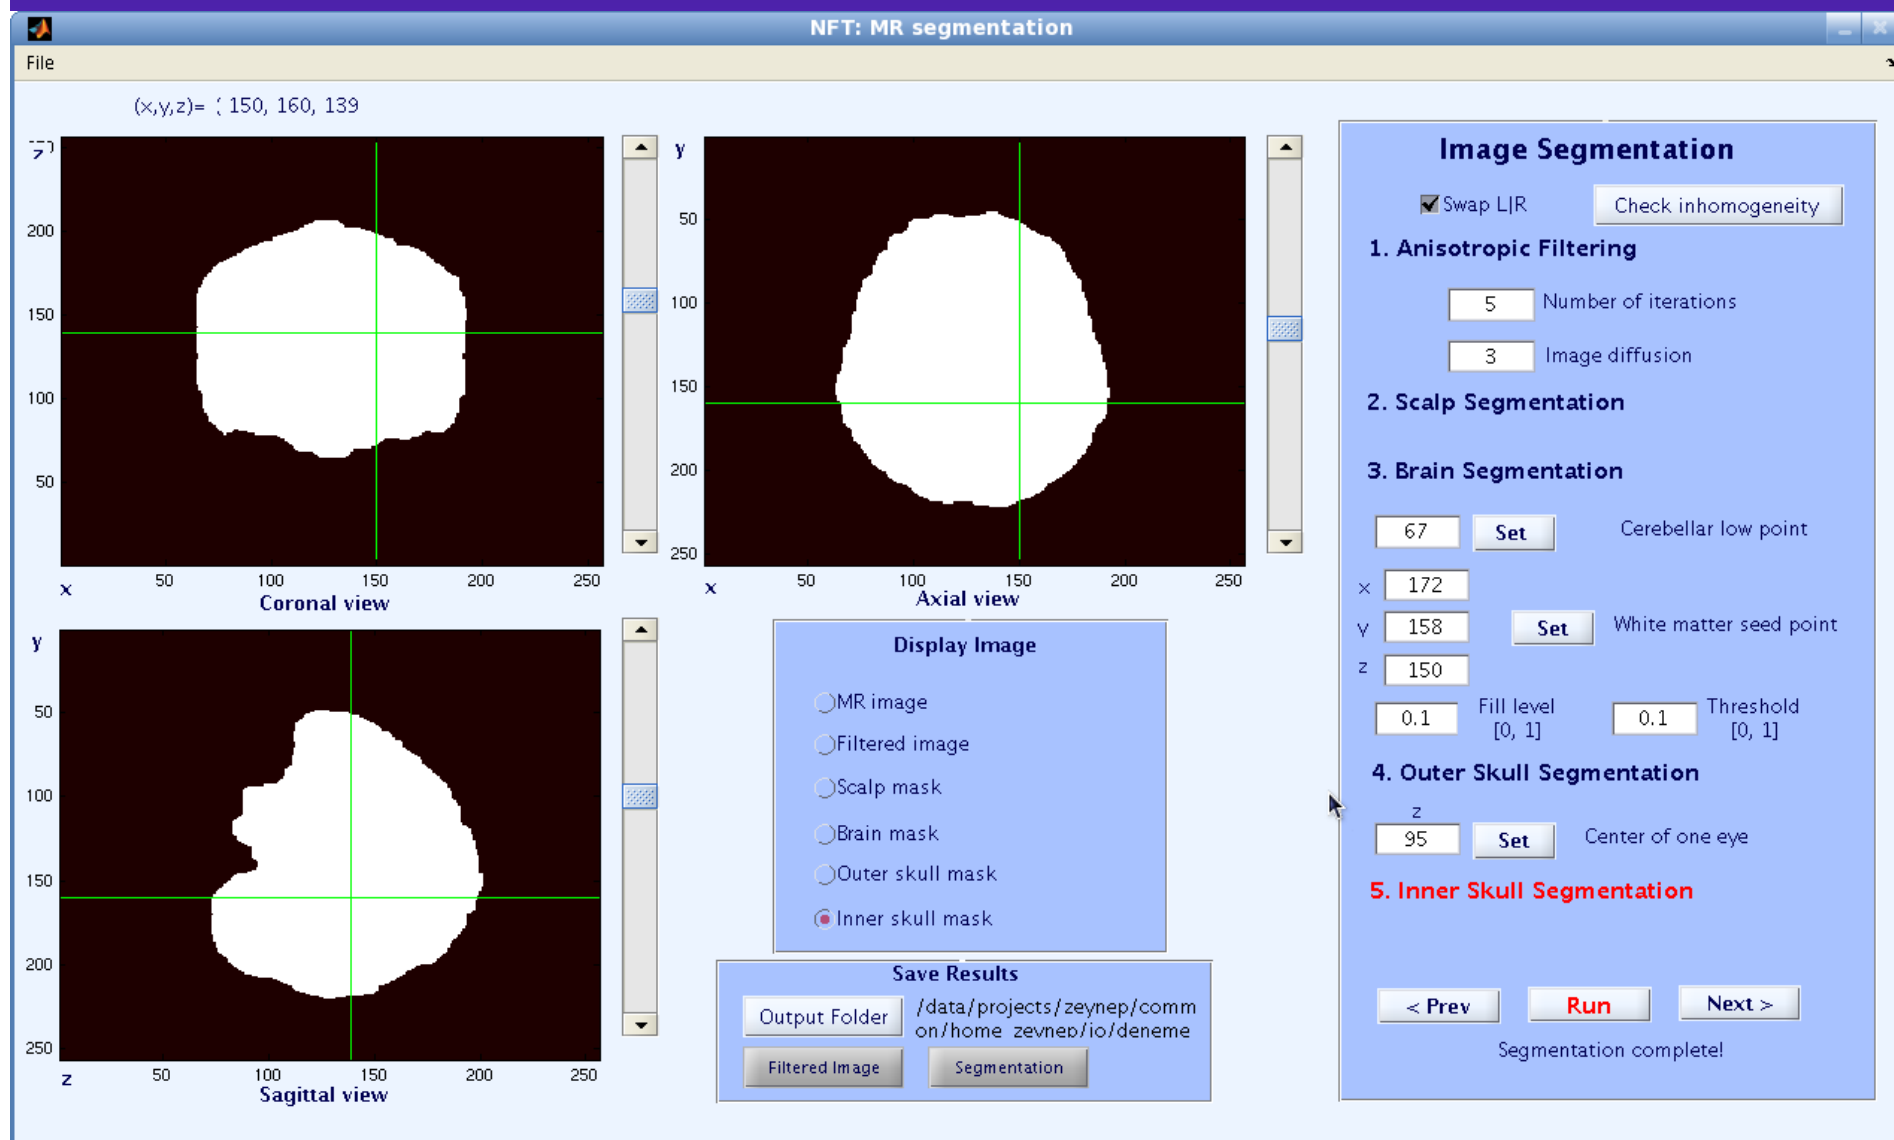 NFT: MR segmentation
File
(x,y,z)= ( 150, 160, 139
z
200
150
100
50
x
50 100 150 200 250
Coronal view
y
50
100
150
200
250
x
50 100 150 200 250
Axial view
y
50
100
150
200
250
z
50 100 150 200 250
Sagittal view
Display Image
MR image
Filtered image
Scalp mask
Brain mask
Outer skull mask
Inner skull mask
Save Results
Output Folder
/data/projects/zeynep/comm
on/home_zeynep/io/deneme
Filtered Image
Segmentation
Image Segmentation
Swap L|R
Check inhomogeneity
1. Anisotropic Filtering
5 Number of iterations
3 Image diffusion
2. Scalp Segmentation
3. Brain Segmentation
67 Set Cerebellar low point
x 172
y 158 Set White matter seed point
z 150
0.1 Fill level [0, 1]
0.1 Threshold [0, 1]
4. Outer Skull Segmentation
z
95 Set Center of one eye
5. Inner Skull Segmentation
< Prev Run Next >
Segmentation complete!